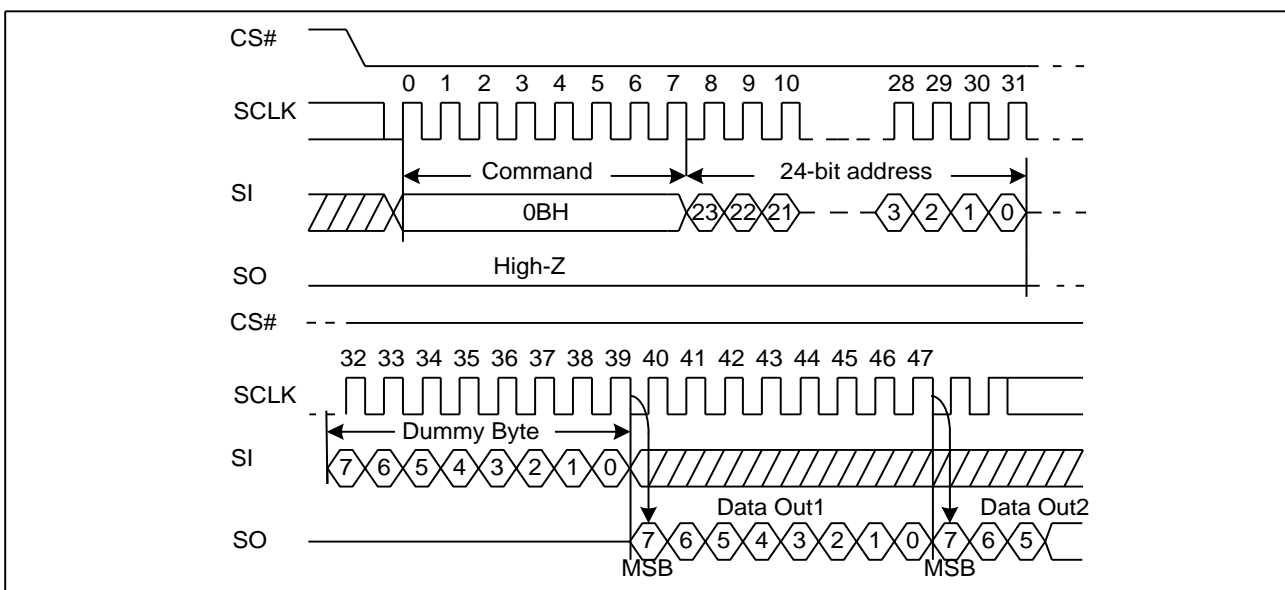 CS#
0 1 2 3 4 5 6 7 8 9 10 28 29 30 31
SCLK
Command 24-bit address
SI
0BH 23 22 21 3 2 1 0
High-Z
SO
CS#
32 33 34 35 36 37 38 39 40 41 42 43 44 45 46 47
SCLK
Dummy Byte
SI
7 6 5 4 3 2 1 0
Data Out1 Data Out2
SO
7 6 5 4 3 2 1 0 7 6 5
MSB MSB